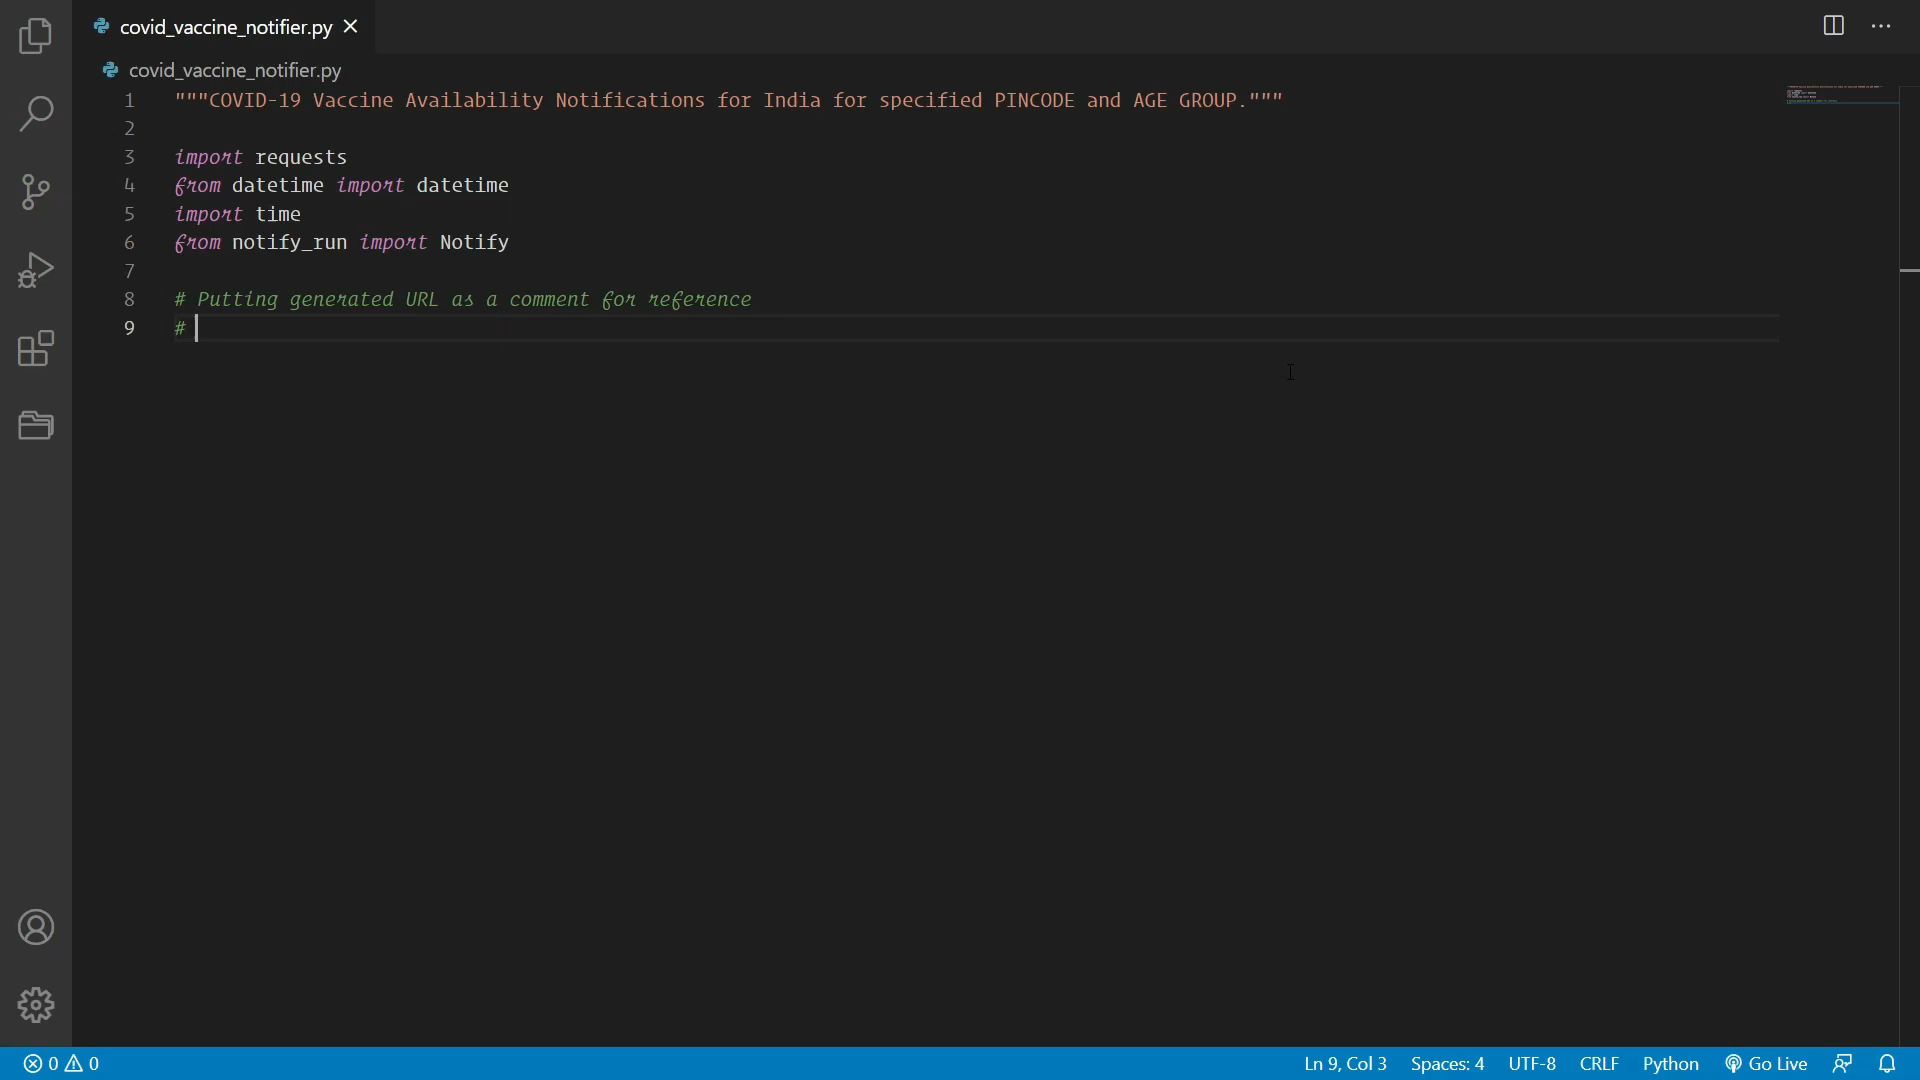 covid_vaccine_notifier.py
covid_vaccine_notifier.py
1 """COVID-19 Vaccine Availability Notifications for India for specified PINCODE and AGE GROUP."""
2
3 import requests
4 from datetime import datetime
5 import time
6 from notify_run import Notify
7
8 # Putting generated URL as a comment for reference
9 #
0 0 Ln 9, Col 3 Spaces: 4 UTF-8 CRLF Python Go Live